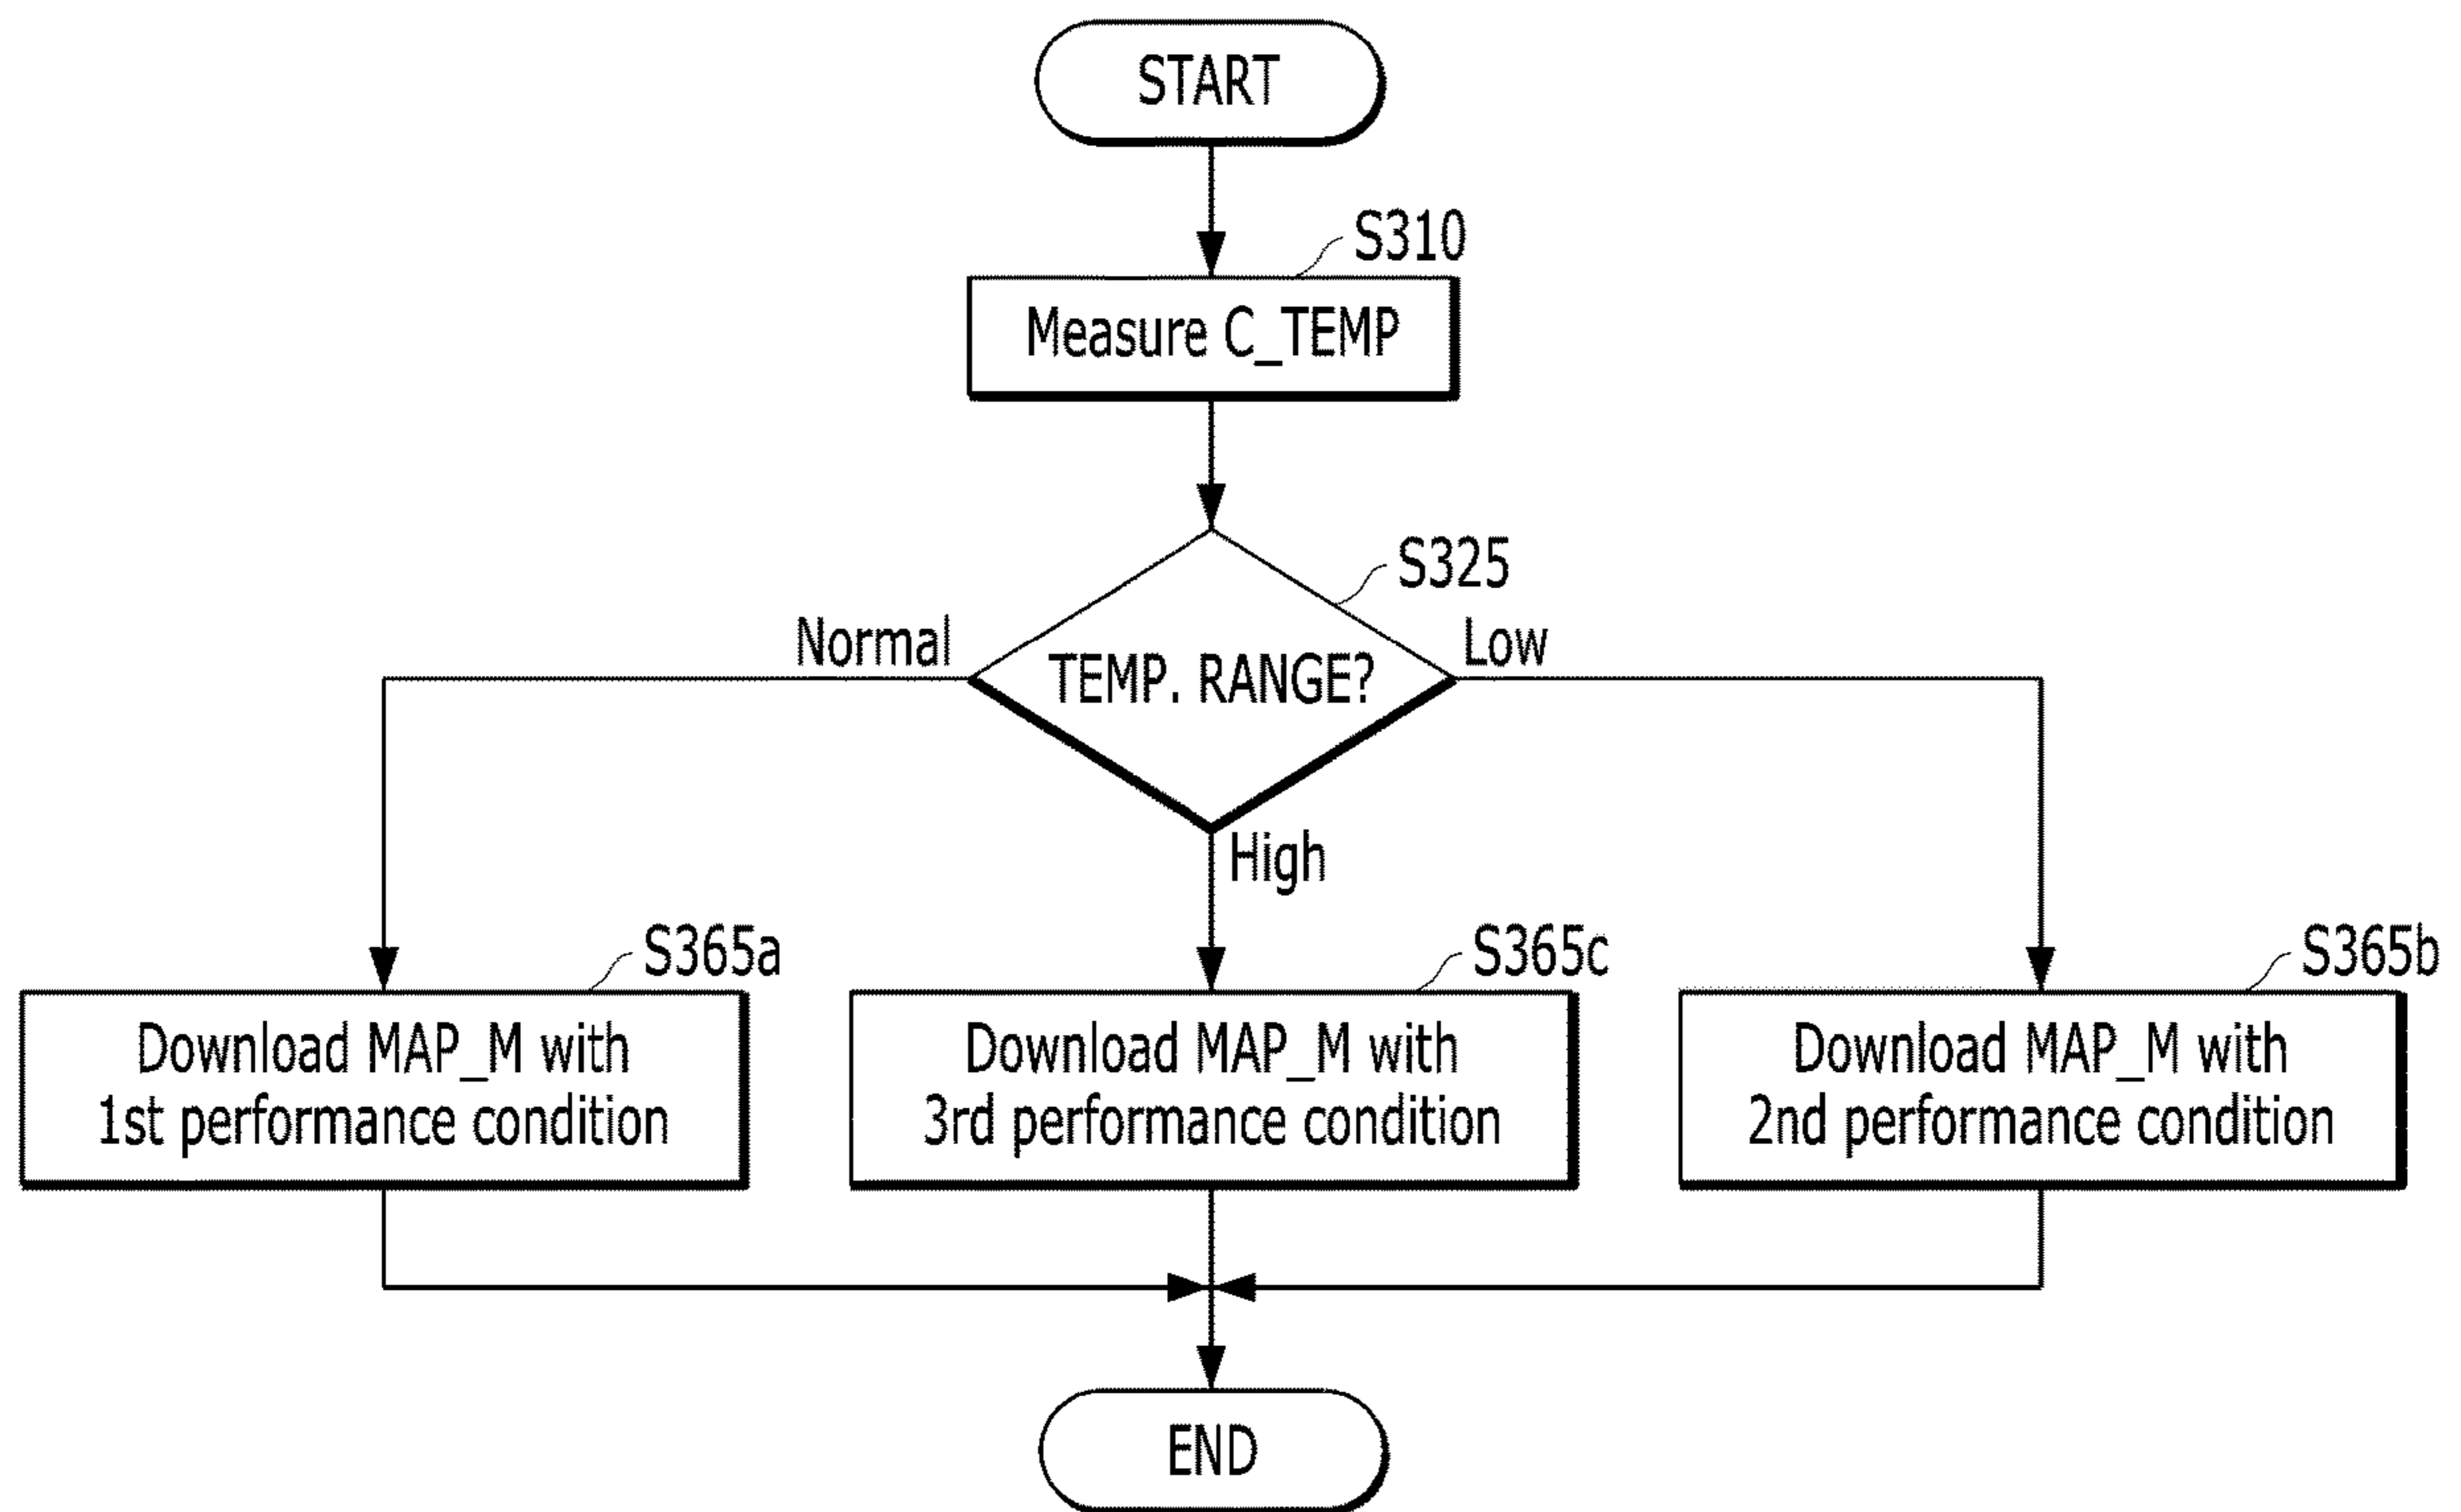 START
S310
Measure C_TEMP
S325
Normal
Low
TEMP. RANGE?
High
S365a
S365c
S365b
Download MAP_M with
1st performance condition
Download MAP_M with
3rd performance condition
Download MAP_M with
2nd performance condition
END